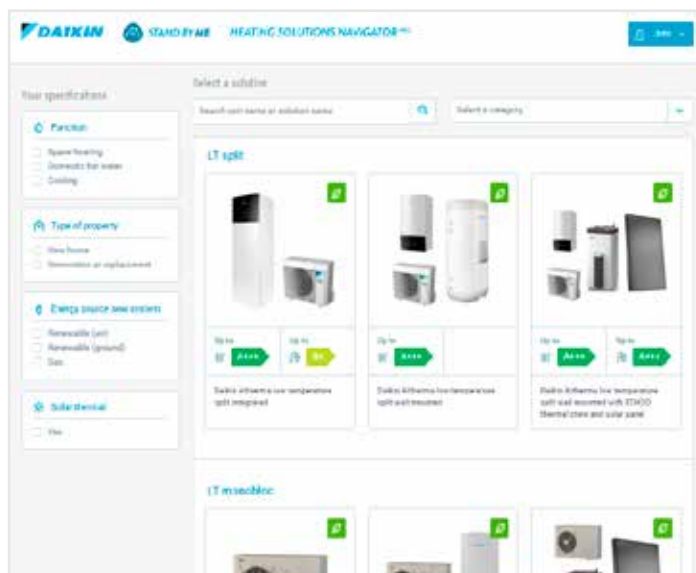 DAIKIN
STAND BY ME
HEATING SOLUTIONS NAVIGATOR
Your specifications
Function
Space heating
Domestic hot water
Cooling
Type of property
New home
Renovation or replacement
Energy source new system
Renewable (air)
Renewable (ground)
Gas
Solar thermal
Yes
Select a solution
Search unit name or solution name
Select a category
LT split
Up to
A+++
Up to
Up to
A+++
Up to
A+++
Up to
Daikin Altherma low temperature
split integrated
Daikin Altherma low temperature
split wall mounted
Daikin Altherma low temperature
split wall mounted with ECH2O
thermal store and solar panel
LT monobloc